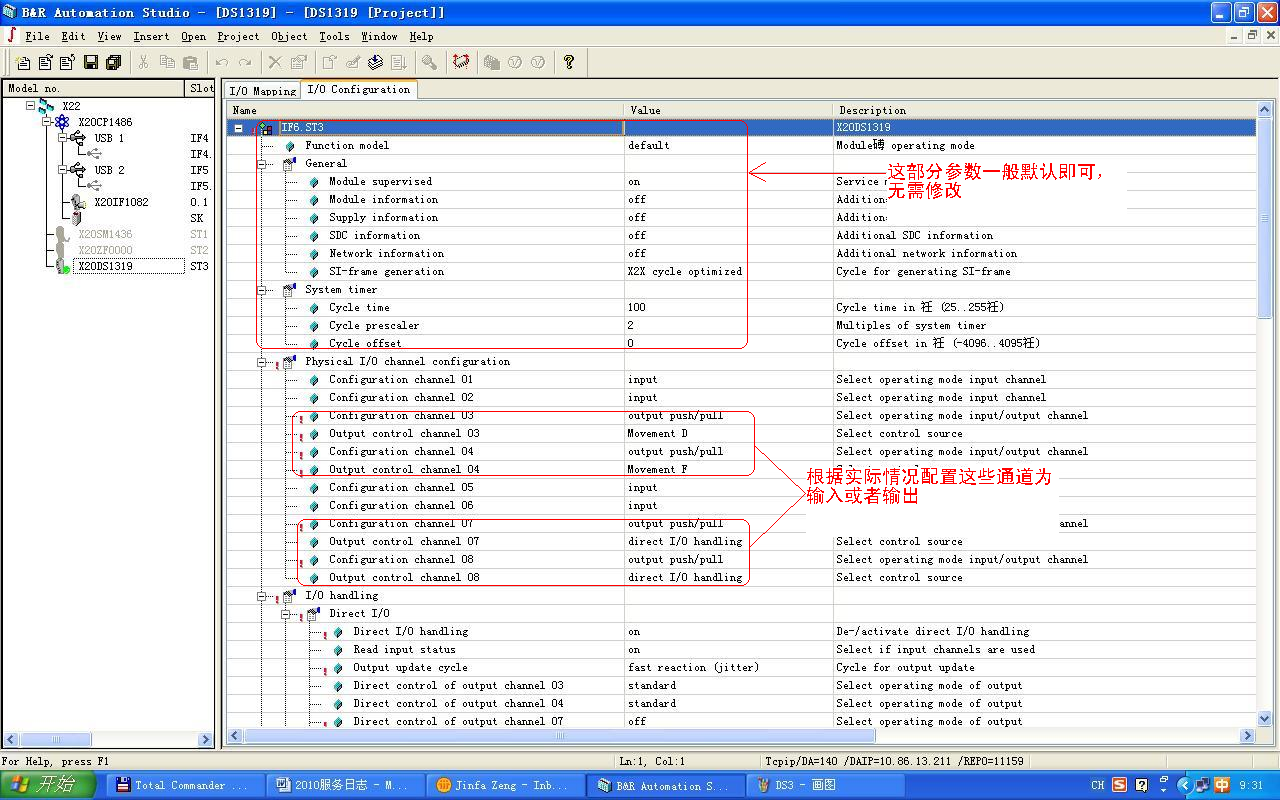 B&R Automation Studio - [DS1319] - [DS1319 [Project]]
File Edit View Insert Open Project Object Tools Window Help
Model no. Slot
X22
X20CP1486
USB 1 IF4
IF4.
USB 2 IF5
IF5.
X20IF1082 0.1
SK
X20SM1436 ST1
X20ZF0000 ST2
X20DS1319 ST3
I/O Mapping I/O Configuration
Name Value Description
IF6.ST3 X20DS1319
Function model default Module磗 operating mode
General
Module supervised on Service
Module information off Addition
Supply information off Addition
SDC information off Additional SDC information
Network information off Additional network information
SI-frame generation X2X cycle optimized Cycle for generating SI-frame
System timer
Cycle time 100 Cycle time in 祍 (25..255祍)
Cycle prescaler 2 Multiples of system timer
Cycle offset 0 Cycle offset in 祍 (-4096..4095祍)
这部分参数一般默认即可,
无需修改
Physical I/O channel configuration
Configuration channel 01 input Select operating mode input channel
Configuration channel 02 input Select operating mode input channel
Configuration channel 03 output push/pull Select operating mode input/output channel
Output control channel 03 Movement D Select control source
Configuration channel 04 output push/pull Select operating mode input/output channel
Output control channel 04 Movement F
Configuration channel 05 input
Configuration channel 06 input
Configuration channel 07 output push/pull annel
Output control channel 07 direct I/O handling Select control source
Configuration channel 08 output push/pull Select operating mode input/output channel
Output control channel 08 direct I/O handling Select control source
根据实际情况配置这些通道为
输入或者输出
I/O handling
Direct I/O
Direct I/O handling on De-/activate direct I/O handling
Read input status on Select if input channels are used
Output update cycle fast reaction (jitter) Cycle for output update
Direct control of output channel 03 standard Select operating mode of output
Direct control of output channel 04 standard Select operating mode of output
Direct control of output channel 07 off Select operating mode of output
For Help, press F1 Ln:1, Col:1 Tcpip/DA=140 /DAIP=10.86.13.211 /REPO=11159
开始 Total Commander ... 2010服务日志 - M... Jinfa Zeng - Inb... B&R Automation S... DS3 - 画图 CH S ? 中 9:31